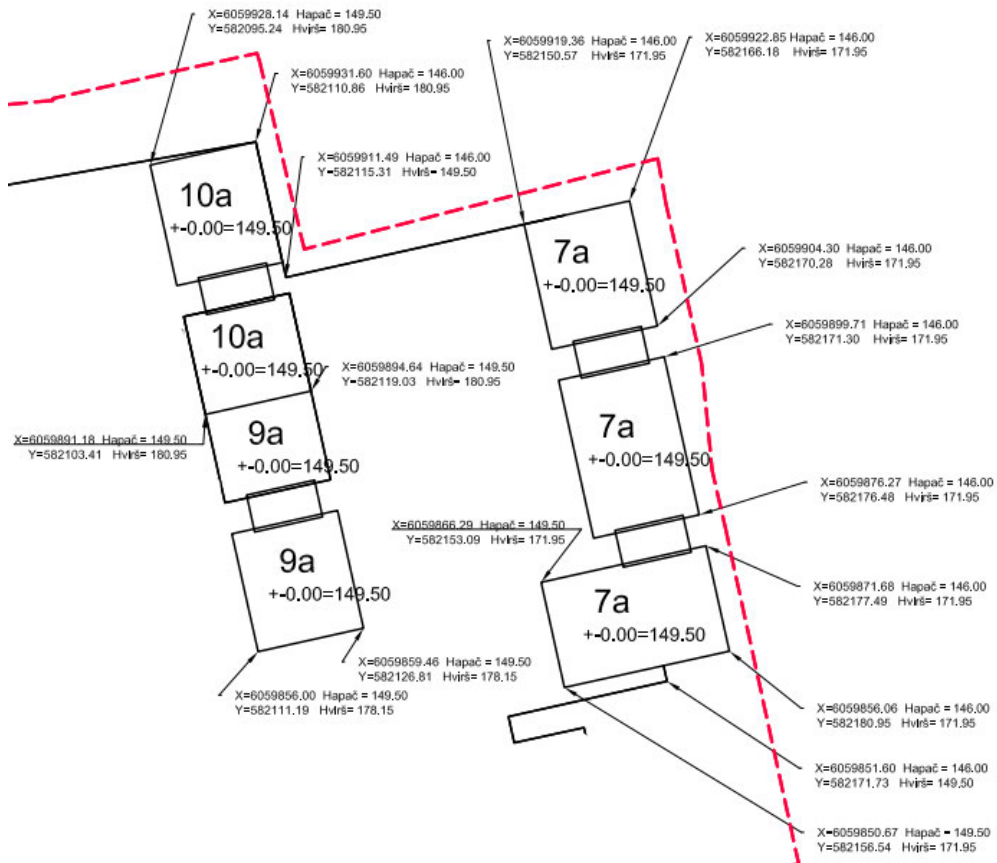 X=6059928.14 Hapač = 149.50
Y=582095.24 Hvirš= 180.95
X=6059931.60 Hapač = 146.00
Y=582110.86 Hvirš= 180.95
X=6059919.36 Hapač = 146.00
Y=582150.57 Hvirš= 171.95
X=6059922.85 Hapač = 146.00
Y=582166.18 Hvirš= 171.95
X=6059911.49 Hapač = 146.00
Y=582115.31 Hvirš= 149.50
10a
+-0.00=149.50
7a
+-0.00=149.50
X=6059904.30 Hapač = 146.00
Y=582170.28 Hvirš= 171.95
10a
+-0.00=149.50
X=6059899.71 Hapač = 146.00
Y=582171.30 Hvirš= 171.95
X=6059894.64 Hapač = 149.50
Y=582119.03 Hvirš= 180.95
X=6059891.18 Hapač = 149.50
Y=582103.41 Hvirš= 180.95
9a
+-0.00=149.50
7a
+-0.00=149.50
X=6059876.27 Hapač = 146.00
Y=582176.48 Hvirš= 171.95
X=6059866.29 Hapač = 149.50
Y=582153.09 Hvirš= 171.95
9a
+-0.00=149.50
7a
+-0.00=149.50
X=6059871.68 Hapač = 146.00
Y=582177.49 Hvirš= 171.95
X=6059859.46 Hapač = 149.50
Y=582126.81 Hvirš= 178.15
X=6059856.00 Hapač = 149.50
Y=582111.19 Hvirš= 178.15
X=6059856.06 Hapač = 146.00
Y=582180.95 Hvirš= 171.95
X=6059851.60 Hapač = 146.00
Y=582171.73 Hvirš= 149.50
X=6059850.67 Hapač = 149.50
Y=582156.54 Hvirš= 171.95